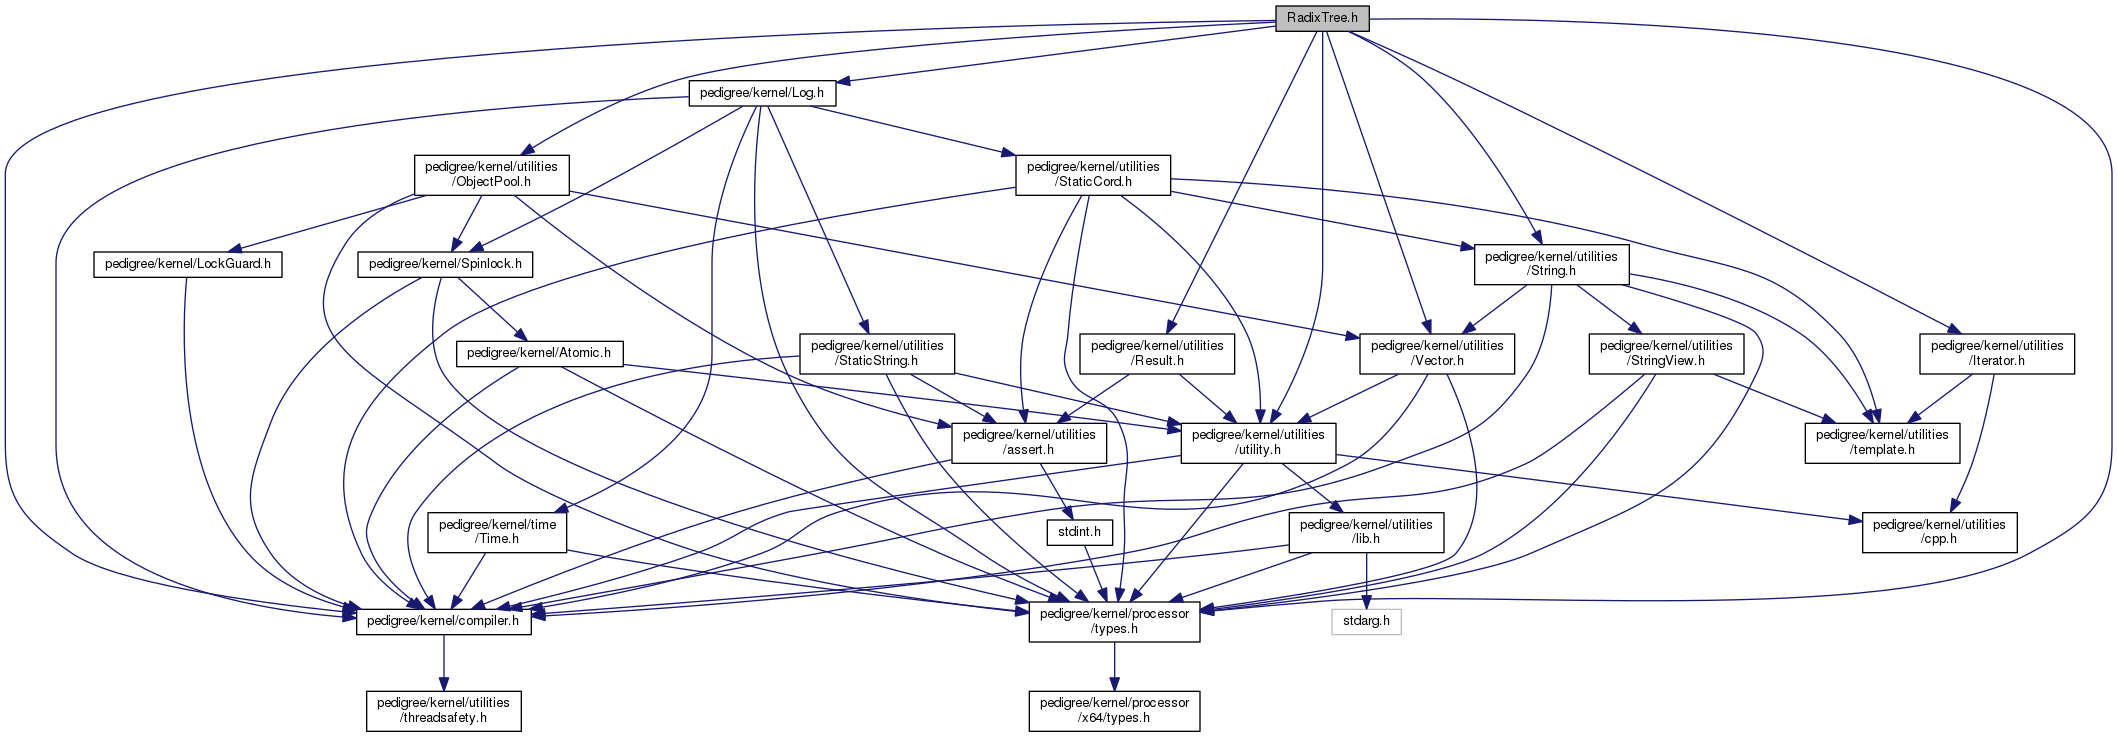 RadixTree.h
pedigree/kernel/Log.h
pedigree/kernel/utilities
/ObjectPool.h
pedigree/kernel/utilities
/StaticCord.h
pedigree/kernel/LockGuard.h
pedigree/kernel/Spinlock.h
pedigree/kernel/utilities
/String.h
pedigree/kernel/Atomic.h
pedigree/kernel/utilities
/StaticString.h
pedigree/kernel/utilities
/Result.h
pedigree/kernel/utilities
/Vector.h
pedigree/kernel/utilities
/StringView.h
pedigree/kernel/utilities
/Iterator.h
pedigree/kernel/utilities
/assert.h
pedigree/kernel/utilities
/utility.h
pedigree/kernel/utilities
/template.h
pedigree/kernel/time
/Time.h
stdint.h
pedigree/kernel/utilities
/lib.h
pedigree/kernel/utilities
/cpp.h
pedigree/kernel/compiler.h
pedigree/kernel/processor
/types.h
stdarg.h
pedigree/kernel/utilities
/threadsafety.h
pedigree/kernel/processor
/x64/types.h